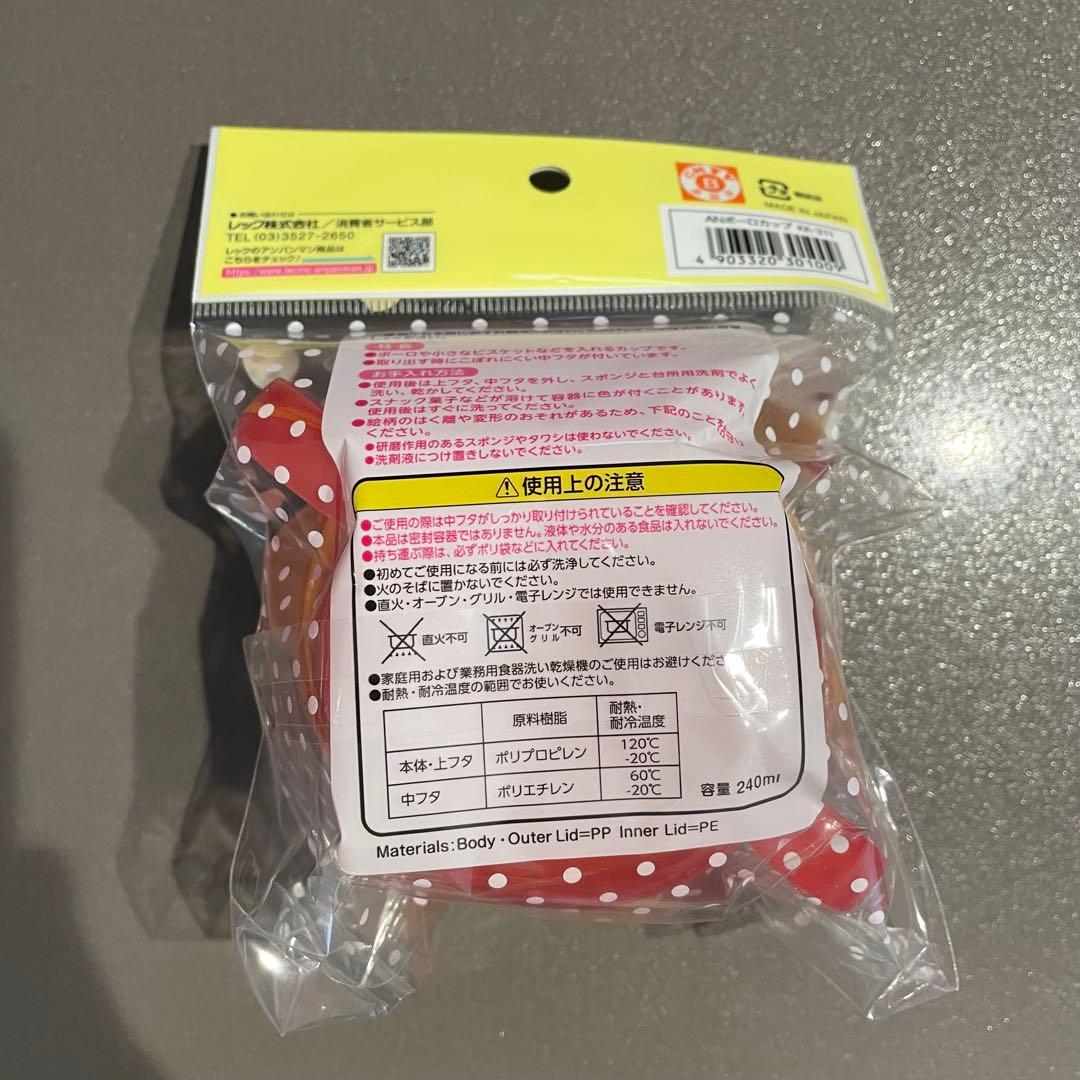 ●お問い合わせは
レック株式会社／消費者サービス部
TEL (03)3527-2650
レックのアンパンマン商品は
こちらをチェック!
https://www.lecinc-anpanman.jp
B
プラ
MADE IN JAPAN
ANボーロカップ KK-311
4 903320 301009
特長
●ボーロや小さなビスケットなどを入れるカップです。
●取り出す時にこぼれにくい中フタが付いています。
お手入れ方法
●使用後は上フタ、中フタを外し、スポンジと台所用洗剤でよく
洗い、乾かしてください。
●スナック菓子などが溶けて容器に色が付くことがあります
使用後はすぐに洗ってください。
●絵柄のはく離や変形のおそれがあるため、下記のことを
ください。
●研磨作用のあるスポンジやタワシは使わないでください。
●洗剤液につけ置きしないでください。
⚠使用上の注意
●ご使用の際は中フタがしっかり取り付けられていることを確認してください。
●本品は密封容器ではありません。液体や水分のある食品は入れないでください。
●持ち運ぶ際は、必ずポリ袋などに入れてください。
●初めてご使用になる前には必ず洗浄してください。
●火のそばに置かないでください。
●直火・オーブン・グリル・電子レンジでは使用できません。
直火不可 オーブン グリル 不可 電子レンジ不可
●家庭用および業務用食器洗い乾燥機のご使用はお避けくださ
●耐熱・耐冷温度の範囲でお使いください。
原料樹脂 耐熱・耐冷温度
本体・上フタ ポリプロピレン 120℃ -20℃
中フタ ポリエチレン 60℃ -20℃
容量 240ml
Materials:Body・Outer Lid=PP Inner Lid=PE